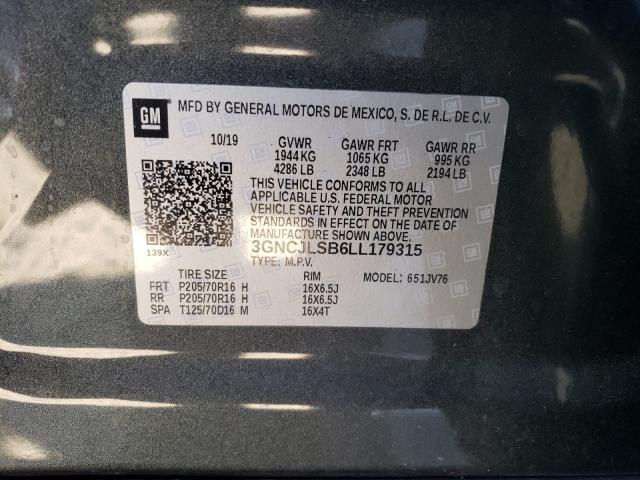 GM
MFD BY GENERAL MOTORS DE MEXICO, S. DE R.L. DE C.V.
10/19 GVWR GAWR FRT GAWR RR
1944 KG 1065 KG 995 KG
4286 LB 2348 LB 2194 LB
THIS VEHICLE CONFORMS TO ALL
APPLICABLE U.S. FEDERAL MOTOR
VEHICLE SAFETY AND THEFT PREVENTION
STANDARDS IN EFFECT ON THE DATE OF
MANUFACTURE SHOWN ABOVE.
139X
3GNCJLSB6LL179315
TYPE: M.P.V.
TIRE SIZE RIM MODEL: 651JV76
FRT P205/70R16 H 16X6.5J
RR P205/70R16 H 16X6.5J
SPA T125/70D16 M 16X4T